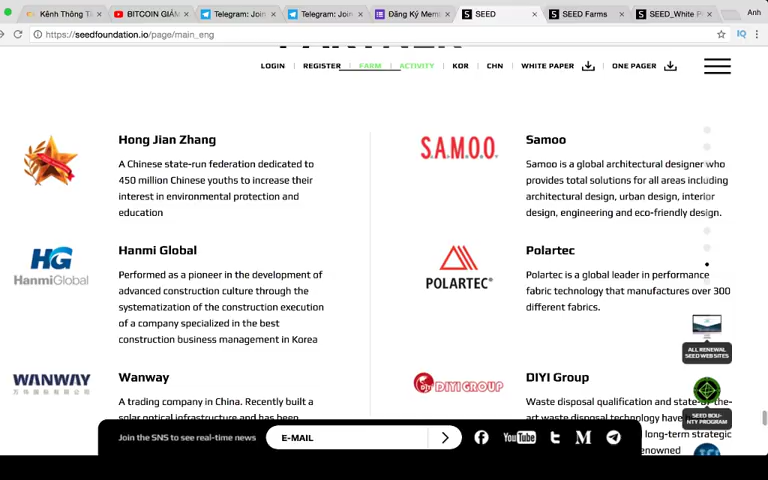 Kênh Thông Ti
BITCOIN GIẢM
Telegram: Join
Telegram: Join
Đăng Ký Mem
SEED
SEED Farms
SEED_White P
Anh
https://seedfoundation.io/page/main_eng
PARTNER
LOGIN
REGISTER
FARM
ACTIVITY
KOR
CHN
WHITE PAPER
ONE PAGER
Hong Jian Zhang
A Chinese state-run federation dedicated to
450 million Chinese youths to increase their
interest in environmental protection and
education
S.A.M.O.O.
Samoo
Samoo is a global architectural designer who
provides total solutions for all areas including
architectural design, urban design, interior
design, engineering and eco-friendly design.
HG
HanmiGlobal
Hanmi Global
Performed as a pioneer in the development of
advanced construction culture through the
systematization of the construction execution
of a company specialized in the best
construction business management in Korea
POLARTEC®
Polartec
Polartec is a global leader in performance
fabric technology that manufactures over 300
different fabrics.
ALL RENEWAL
SEED WEB SITES
WANWAY
Wanway
A trading company in China. Recently built a
solar optical infrastructure and has been
DIYI GROUP
DIYI Group
Waste disposal qualification and state-of-the-
art waste disposal technology have
long-term strategic
renowned
SEED BOU-
NTY PROGRAM
Join the SNS to see real-time news
E-MAIL
YouTube